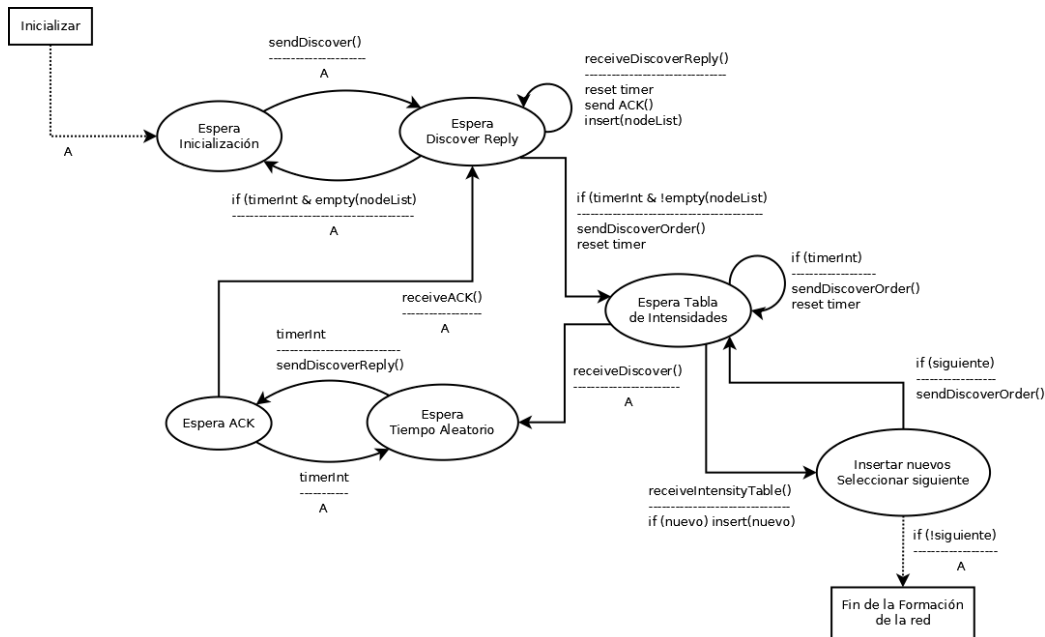 Inicializar
A
sendDiscover()
A
Espera
Inicialización
Espera
Discover Reply
receiveDiscoverReply()
reset timer
send ACK()
insert(nodeList)
if (timerInt & empty(nodeList)
A
if (timerInt & !empty(nodeList)
sendDiscoverOrder()
reset timer
if (timerInt)
sendDiscoverOrder()
reset timer
receiveACK()
A
Espera Tabla
de Intensidades
timerInt
sendDiscoverReply()
receiveDiscover()
A
if (siguiente)
sendDiscoverOrder()
Espera ACK
Espera
Tiempo Aleatorio
timerInt
A
Insertar nuevos
Seleccionar siguiente
receiveIntensityTable()
if (nuevo) insert(nuevo)
if (!siguiente)
A
Fin de la Formación
de la red